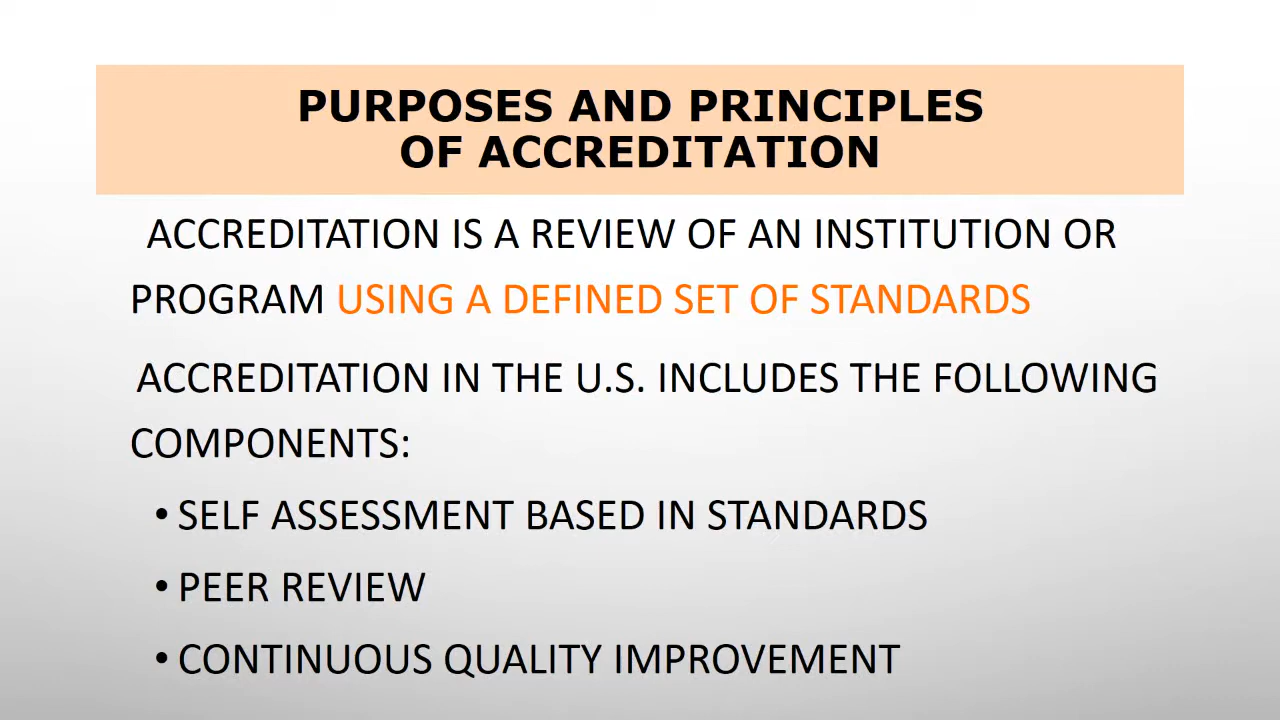 PURPOSES AND PRINCIPLES
OF ACCREDITATION
ACCREDITATION IS A REVIEW OF AN INSTITUTION OR
PROGRAM USING A DEFINED SET OF STANDARDS
ACCREDITATION IN THE U.S. INCLUDES THE FOLLOWING
COMPONENTS:
• SELF ASSESSMENT BASED IN STANDARDS
• PEER REVIEW
• CONTINUOUS QUALITY IMPROVEMENT